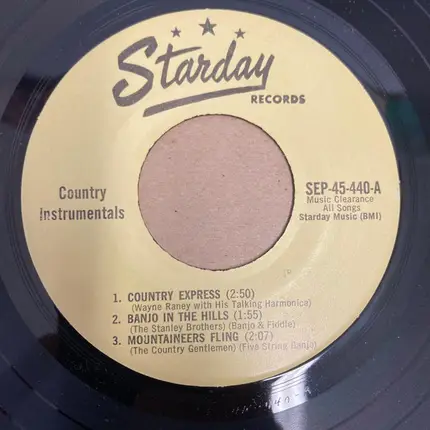 Starday
RECORDS
Country
Instrumentals
SEP-45-440-A
Music Clearance
All Songs
Starday Music (BMI)
1. COUNTRY EXPRESS (2:50)
(Wayne Raney with His Talking Harmonica)
2. BANJO IN THE HILLS (1:55)
(The Stanley Brothers) (Banjo & Fiddle)
3. MOUNTAINEERS FLING (2:07)
(The Country Gentlemen) (Five String Banjo)